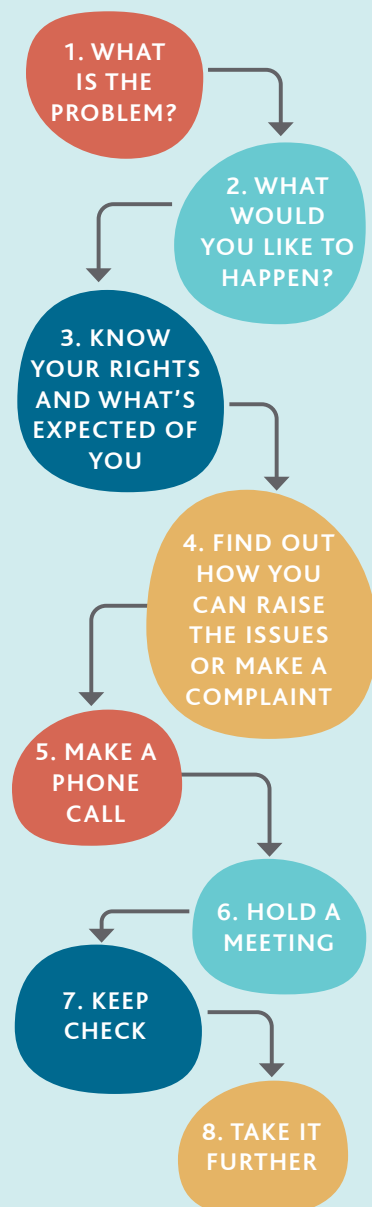 1. WHAT
IS THE
PROBLEM?
2. WHAT
WOULD
YOU LIKE TO
HAPPEN?
3. KNOW
YOUR RIGHTS
AND WHAT'S
EXPECTED OF
YOU
4. FIND OUT
HOW YOU
CAN RAISE
THE ISSUES
OR MAKE A
COMPLAINT
5. MAKE A
PHONE
CALL
6. HOLD A
MEETING
7. KEEP
CHECK
8. TAKE IT
FURTHER